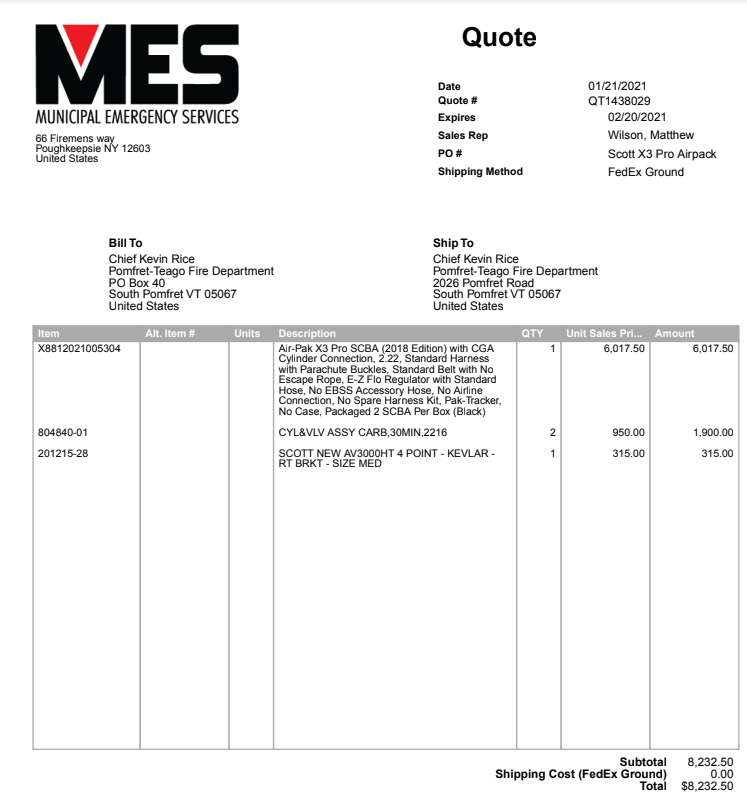 MES
MUNICIPAL EMERGENCY SERVICES
66 Firemens way
Poughkeepsie NY 12603
United States
Quote
Date 01/21/2021
Quote # QT1438029
Expires 02/20/2021
Sales Rep Wilson, Matthew
PO # Scott X3 Pro Airpack
Shipping Method FedEx Ground
Bill To
Chief Kevin Rice
Pomfret-Teago Fire Department
PO Box 40
South Pomfret VT 05067
United States
Ship To
Chief Kevin Rice
Pomfret-Teago Fire Department
2026 Pomfret Road
South Pomfret VT 05067
United States
Item Alt. Item # Units Description QTY Unit Sales Pri... Amount
X8812021005304 Air-Pak X3 Pro SCBA (2018 Edition) with CGA 1 6,017.50 6,017.50
Cylinder Connection, 2.22, Standard Harness
with Parachute Buckles, Standard Belt with No
Escape Rope, E-Z Flo Regulator with Standard
Hose, No EBSS Accessory Hose, No Airline
Connection, No Spare Harness Kit, Pak-Tracker,
No Case, Packaged 2 SCBA Per Box (Black)
804840-01 CYL&VLV ASSY CARB,30MIN,2216 2 950.00 1,900.00
201215-28 SCOTT NEW AV3000HT 4 POINT - KEVLAR - 1 315.00 315.00
RT BRKT - SIZE MED
Subtotal 8,232.50
Shipping Cost (FedEx Ground) 0.00
Total $8,232.50